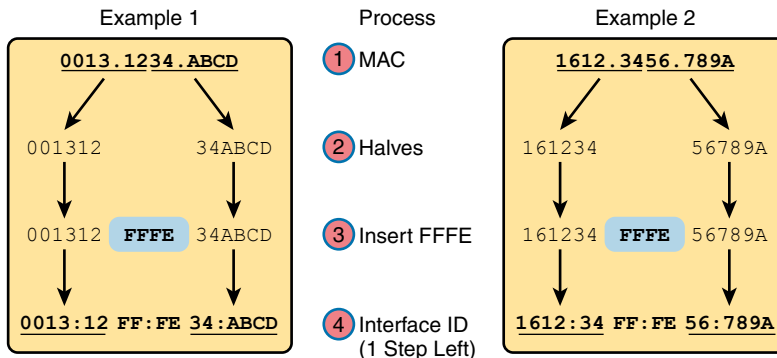 Example 1 Process Example 2
0013.1234.ABCD 1 MAC 1612.3456.789A
001312 34ABCD 2 Halves 161234 56789A
001312 FFFE 34ABCD 3 Insert FFFE 161234 FFFE 56789A
0013:12 FF:FE 34:ABCD 4 Interface ID 1612:34 FF:FE 56:789A
(1 Step Left)